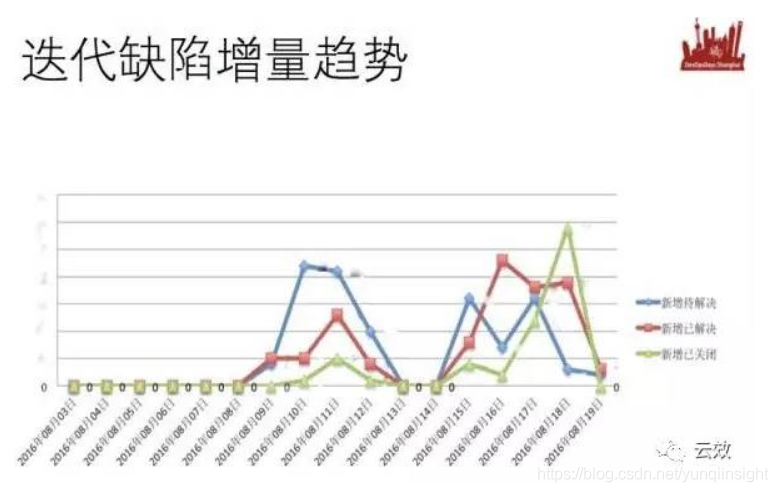 迭代缺陷增量趋势
DevOpsDays Shanghai
新增待解决
新增已解决
新增已关闭
0
0 0 0 0 0 0 0 0 0 0
2016年08月03日
2016年08月04日
2016年08月05日
2016年08月06日
2016年08月07日
2016年08月08日
2016年08月09日
2016年08月10日
2016年08月11日
2016年08月12日
2016年08月13日
2016年08月14日
2016年08月15日
2016年08月16日
2016年08月17日
2016年08月18日
2016年08月19日
云效
https://blog.csdn.net/yunqiinsight